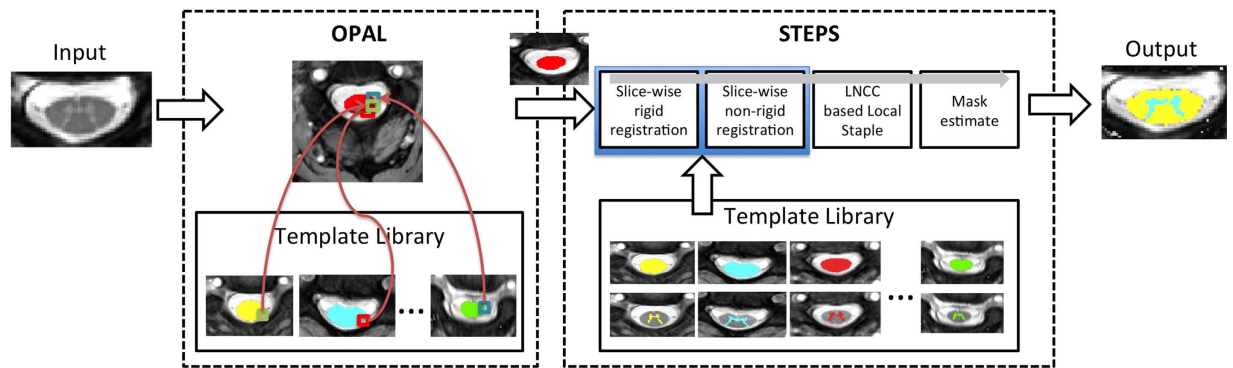 Input
OPAL
Template Library
...
STEPS
Slice-wise
rigid
registration
Slice-wise
non-rigid
registration
LNCC
based Local
Staple
Mask
estimate
Template Library
...
Output